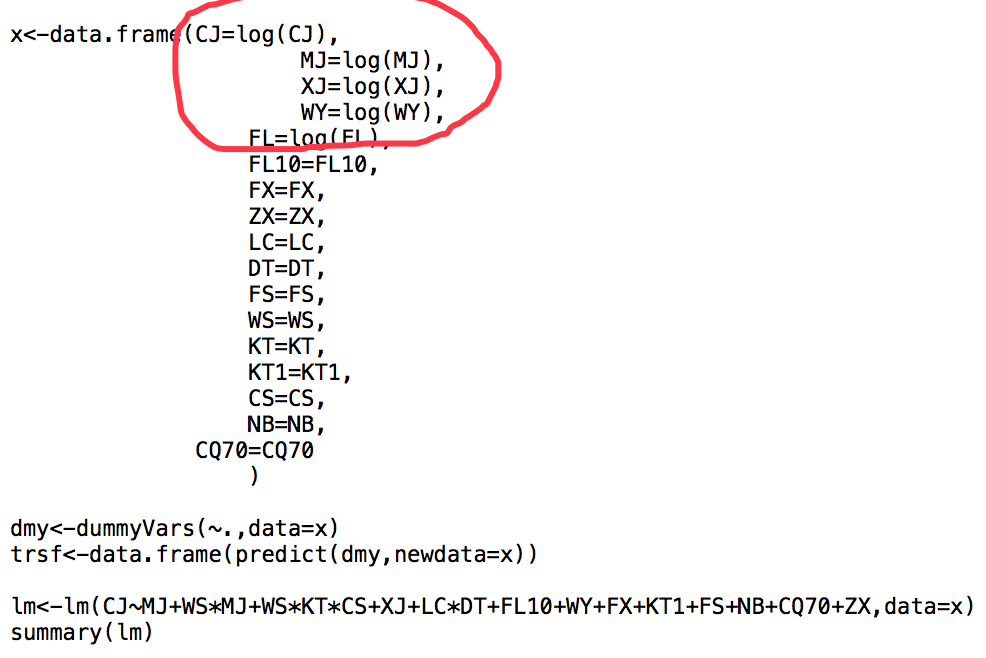 x<-data.frame(CJ=log(CJ),
MJ=log(MJ),
XJ=log(XJ),
WY=log(WY),
FL=log(FL),
FL10=FL10,
FX=FX,
ZX=ZX,
LC=LC,
DT=DT,
FS=FS,
WS=WS,
KT=KT,
KT1=KT1,
CS=CS,
NB=NB,
CQ70=CQ70
)
dmy<-dummyVars(~.,data=x)
trsf<-data.frame(predict(dmy,newdata=x))
lm<-lm(CJ~MJ+WS*MJ+WS*KT*CS+XJ+LC*DT+FL10+WY+FX+KT1+FS+NB+CQ70+ZX,data=x)
summary(lm)